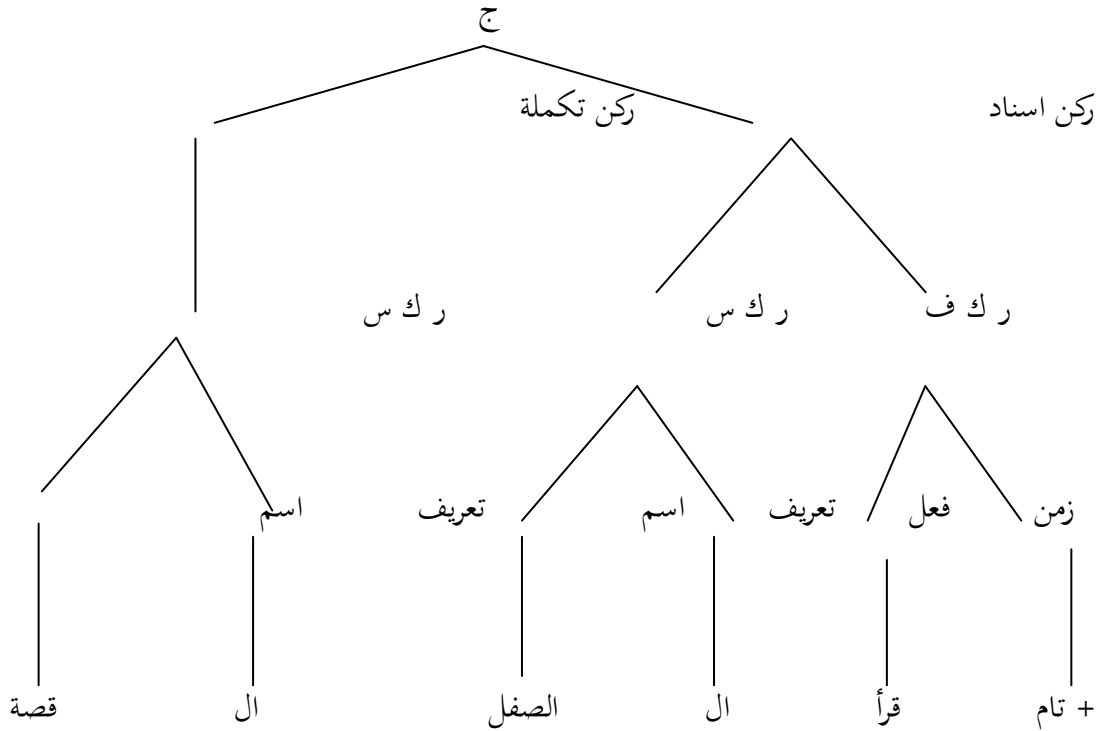 ج
ركن اسناد ركن تكملة
ر ك ف ر ك س ر ك س
زمن فعل تعريف اسم تعريف اسم
+ تام قرأ ال الصفل ال قصة